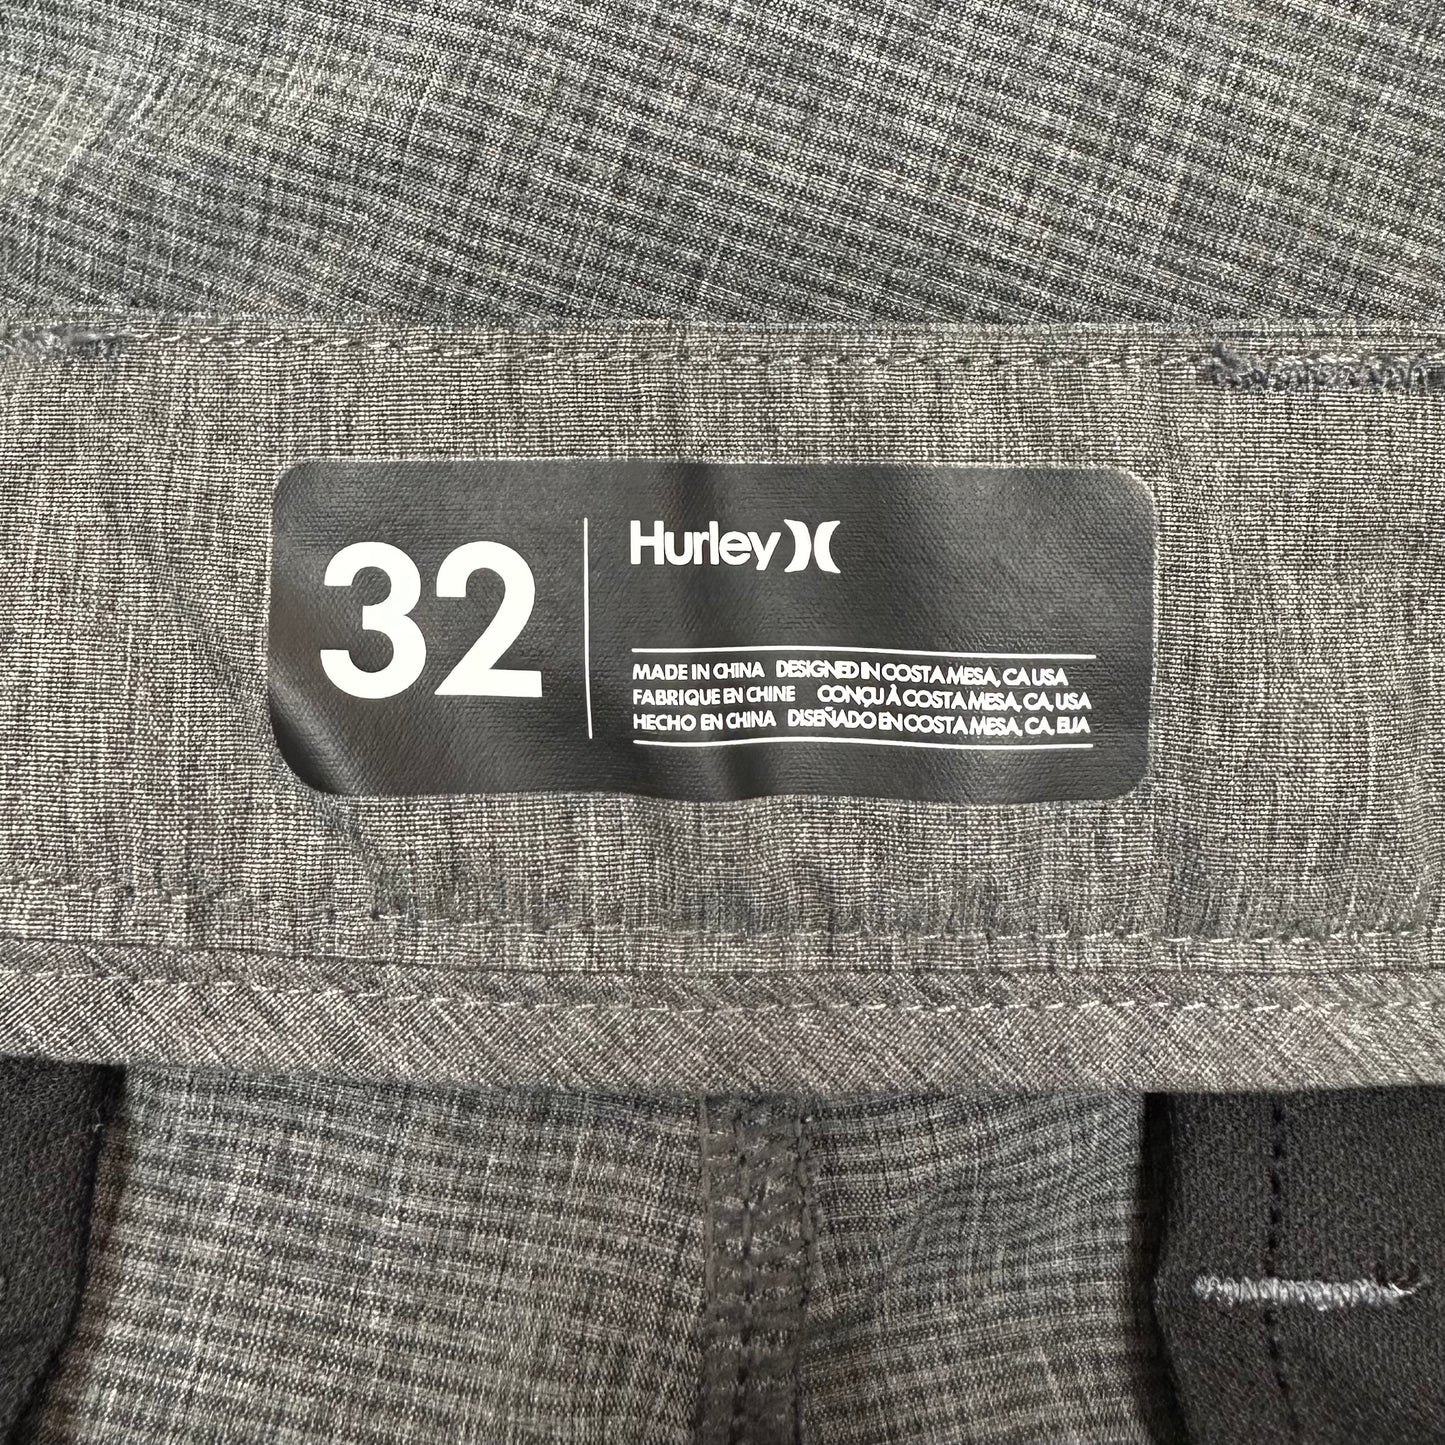 32
Hurley
MADE IN CHINA DESIGNED IN COSTA MESA, CA USA
FABRIQUE EN CHINE CONÇU À COSTA MESA, CA, USA
HECHO EN CHINA DISEÑADO EN COSTA MESA, CA, EUA